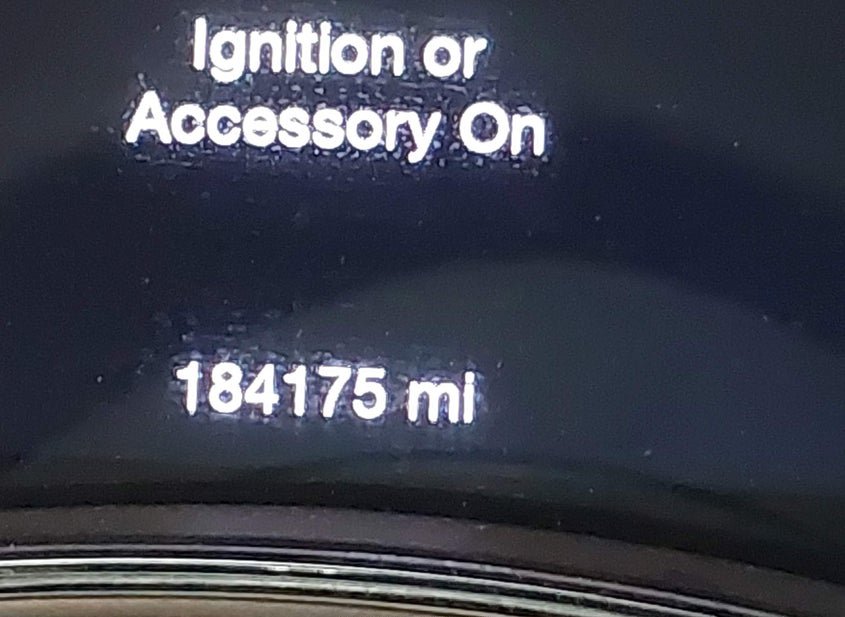 Ignition or
Accessory On
184175 mi